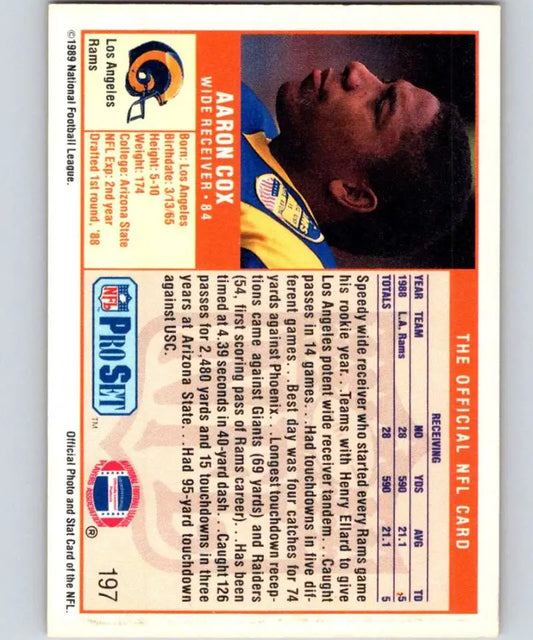 THE OFFICIAL NFL CARD
RECEIVING
YEAR TEAM NO YDS AVG TD
1988 L.A. Rams 28 590 21.1 5
TOTALS 28 590 21.1 5
Speedy wide receiver who started every Rams game
his rookie year. . .Teams with Henry Ellard to give
Los Angeles potent wide receiver tandem. . .Caught
passes in 14 games. . .Had touchdowns in five dif-
ferent games. . .Best day was four catches for 74
yards against Phoenix. . .Longest touchdown recep-
tions came against Giants (69 yards) and Raiders
(54, first scoring pass of Rams career). . .Has been
timed at 4.39 seconds in 40-yard dash. . .Caught 126
passes for 2,480 yards and 15 touchdowns in three
years at Arizona State. . .Had 95-yard touchdown
against USC.
AARON COX
WIDE RECEIVER • 84
Born: Los Angeles
Birthdate: 3/13/65
Height: 5-10
Weight: 174
College: Arizona State
NFL Exp: 2nd year
Drafted 1st round, '88
Los Angeles
Rams
NFL PRO SET ™
®
197
©1989 National Football League.
Official Photo and Stat Card of the NFL.